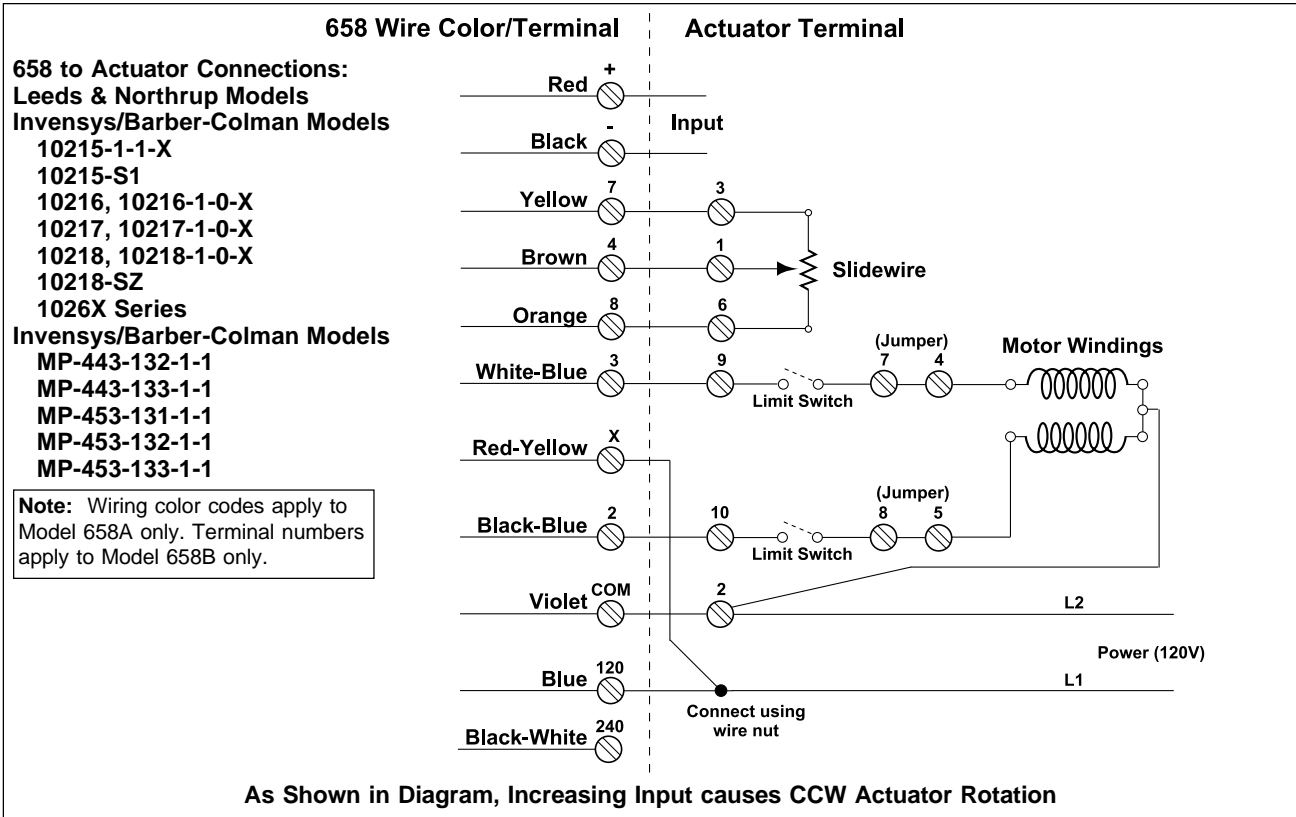 658 Wire Color/Terminal
Actuator Terminal
658 to Actuator Connections:
Leeds & Northrup Models
Invensys/Barber-Colman Models
10215-1-1-X
10215-S1
10216, 10216-1-0-X
10217, 10217-1-0-X
10218, 10218-1-0-X
10218-SZ
1026X Series
Invensys/Barber-Colman Models
MP-443-132-1-1
MP-443-133-1-1
MP-453-131-1-1
MP-453-132-1-1
MP-453-133-1-1
Note: Wiring color codes apply to
Model 658A only. Terminal numbers
apply to Model 658B only.
Red +
Black -
Input
Yellow 7 3
Brown 4 1
Slidewire
Orange 8 6
White-Blue 3 9
Limit Switch
(Jumper)
7 4
Motor Windings
Red-Yellow X
Black-Blue 2 10
Limit Switch
(Jumper)
8 5
Violet COM 2
L2
Power (120V)
Blue 120
L1
Connect using
wire nut
Black-White 240
As Shown in Diagram, Increasing Input causes CCW Actuator Rotation